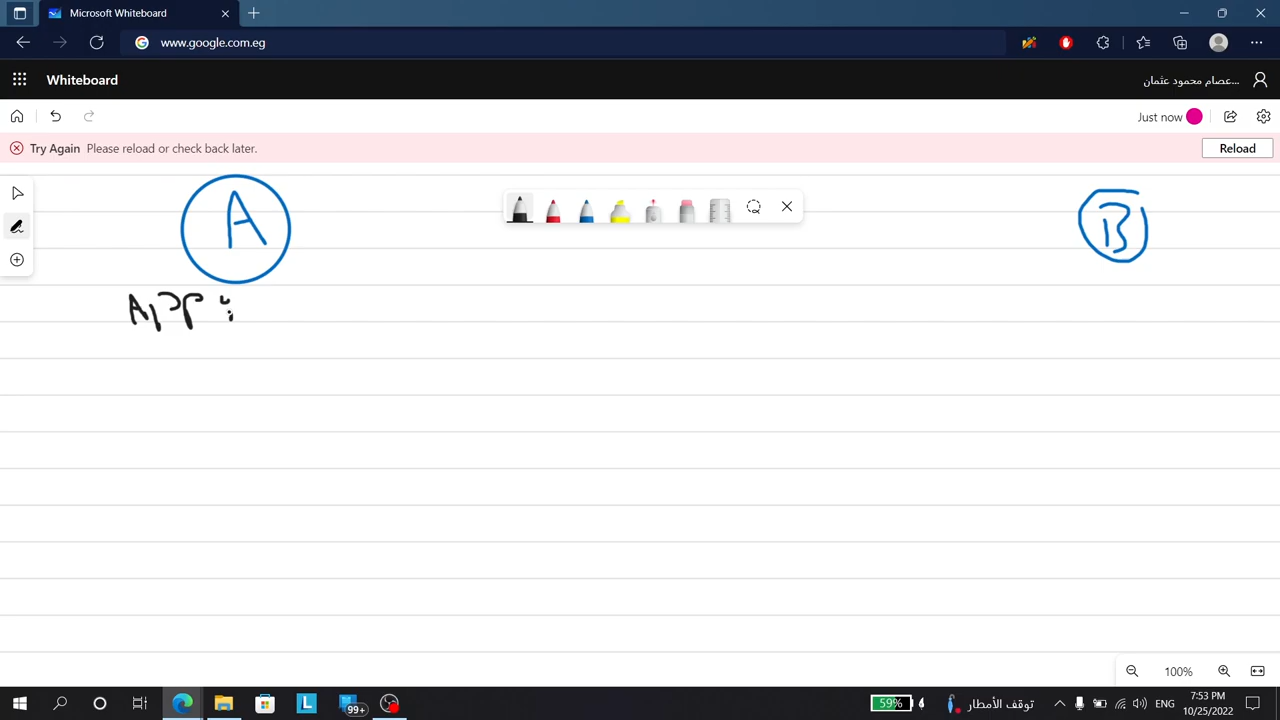 Microsoft Whiteboard
www.google.com.eg
Whiteboard
عصام محمود عثمان...
Just now
Try Again Please reload or check back later.
Reload
A
B
APP :
100%
99+
59%
توقف الأمطار
ENG
7:53 PM
10/25/2022